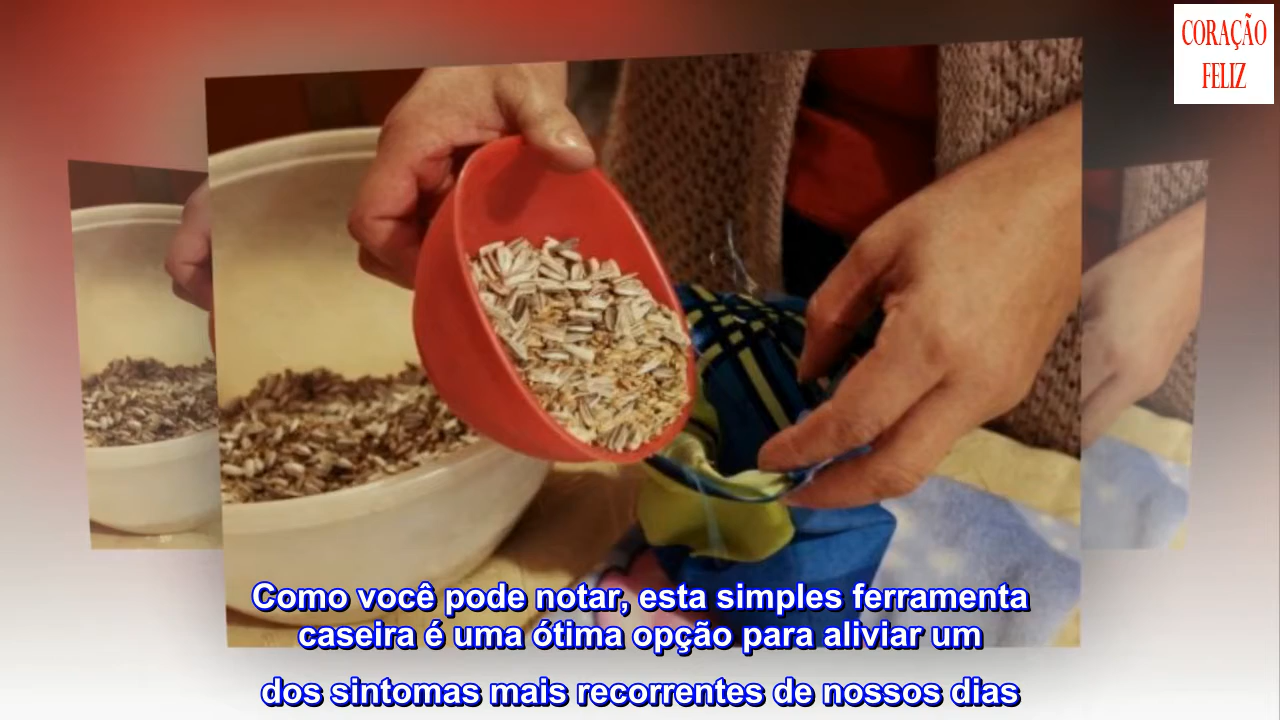 CORAÇÃO
FELIZ
Como você pode notar, esta simples ferramenta
caseira é uma ótima opção para aliviar um
dos sintomas mais recorrentes de nossos dias